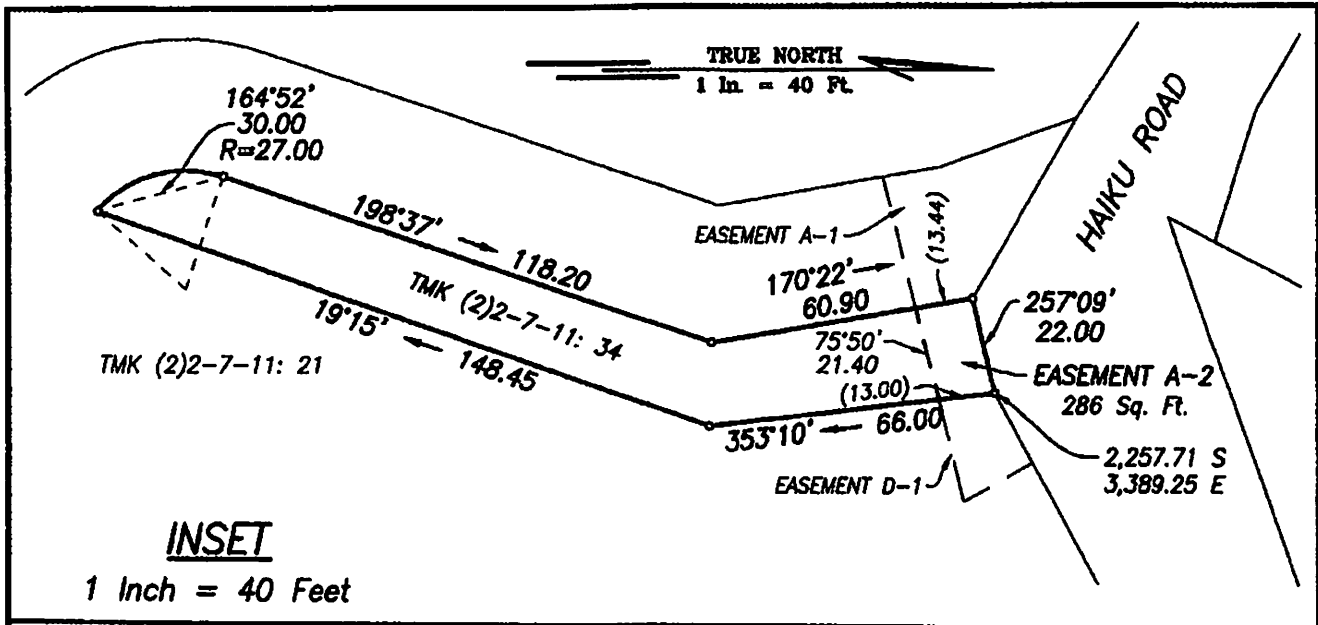 TRUE NORTH
1 In. = 40 Ft.
164°52'
30.00
R=27.00
198°37'
118.20
TMK (2)2-7-11: 34
19°15'
148.45
TMK (2)2-7-11: 21
EASEMENT A-1
(13.44)
170°22'
60.90
75°50'
21.40
(13.00)
353°10'
66.00
EASEMENT D-1
HAIKU ROAD
257°09'
22.00
EASEMENT A-2
286 Sq. Ft.
2,257.71 S
3,389.25 E
INSET
1 Inch = 40 Feet